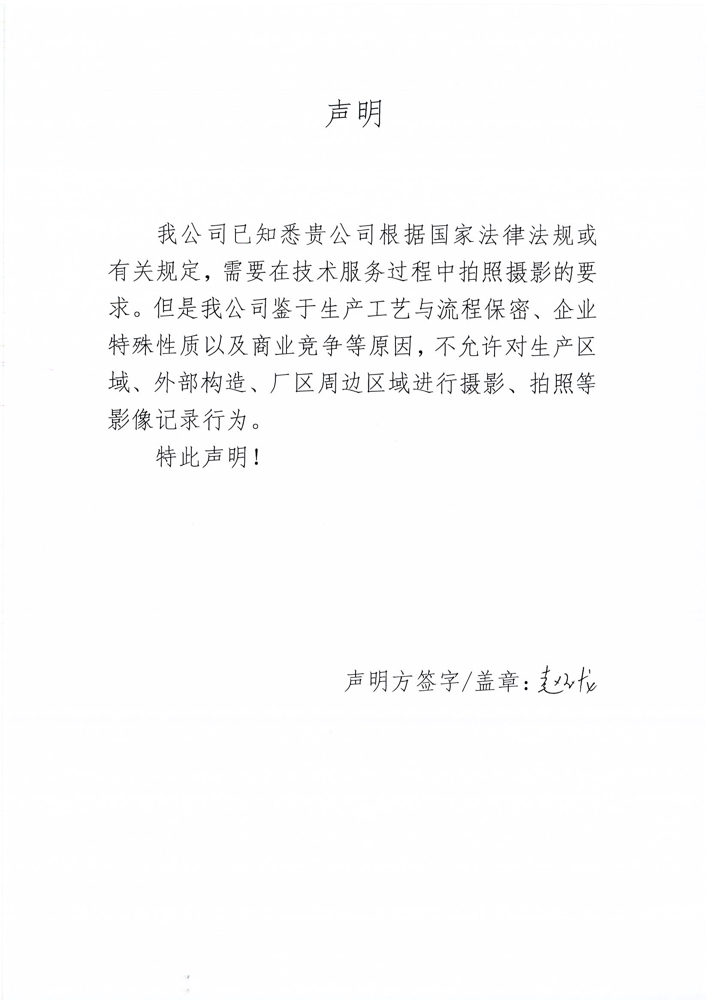 声明
我公司已知悉贵公司根据国家法律法规或
有关规定，需要在技术服务过程中拍照摄影的要
求。但是我公司鉴于生产工艺与流程保密、企业
特殊性质以及商业竞争等原因，不允许对生产区
域、外部构造、厂区周边区域进行摄影、拍照等
影像记录行为。
特此声明！
声明方签字/盖章：